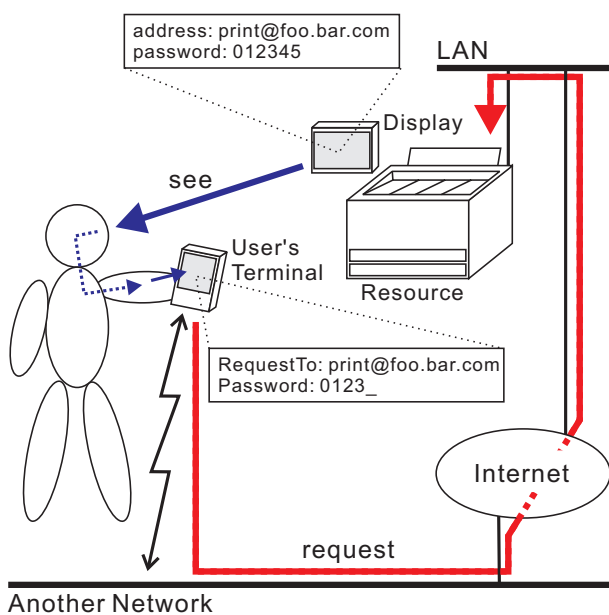 address: print@foo.bar.com
password: 012345
LAN
Display
see
User's
Terminal
Resource
RequestTo: print@foo.bar.com
Password: 0123_
Internet
request
Another Network